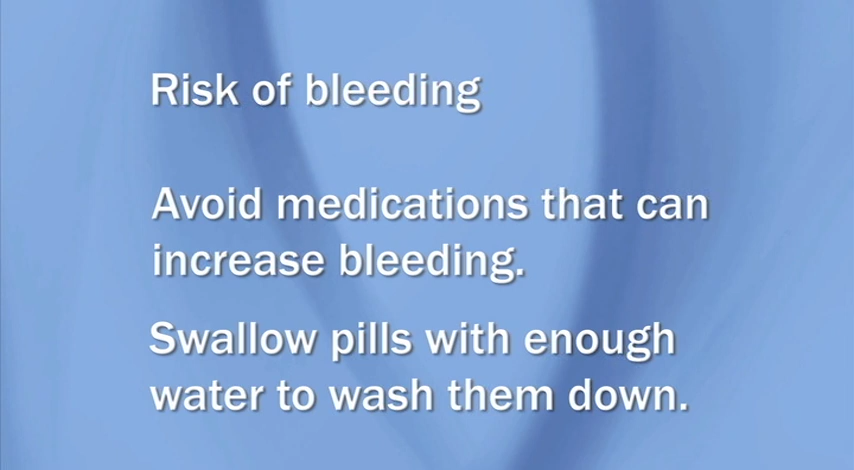 Risk of bleeding
Avoid medications that can
increase bleeding.
Swallow pills with enough
water to wash them down.